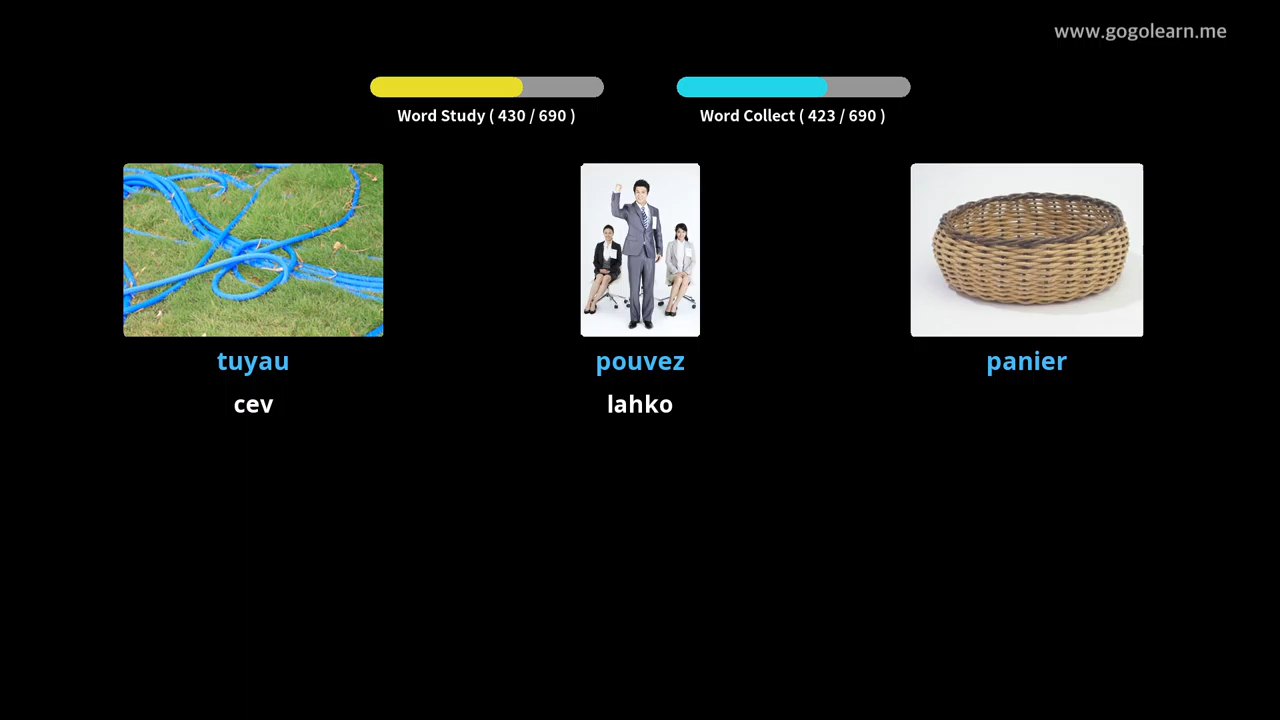 www.gogolearn.me
Word Study ( 430 / 690 )
Word Collect ( 423 / 690 )
tuyau
pouvez
panier
cev
lahko